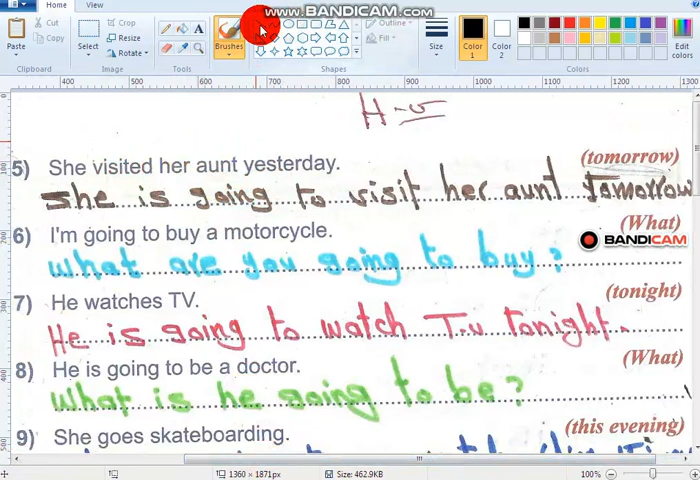 www.BANDICAM.com
Home
View
Paste
Cut
Copy
Clipboard
Select
Crop
Resize
Rotate
Image
Tools
Brushes
Outline
Fill
Shapes
Size
Color 1
Color 2
Edit colors
Colors
400 500 600 700 800 900 1000 1100 1200 1300
5) She visited her aunt yesterday. (tomorrow)
She is going to visit her aunt tomorrow
6) I'm going to buy a motorcycle. (What)
BANDICAM
What are you going to buy?
7) He watches TV. (tonight)
He is going to watch T.V tonight.
8) He is going to be a doctor. (What)
What is he going to be?
9) She goes skateboarding. (this evening)
1360 × 1871px
Size: 462.9KB
100%